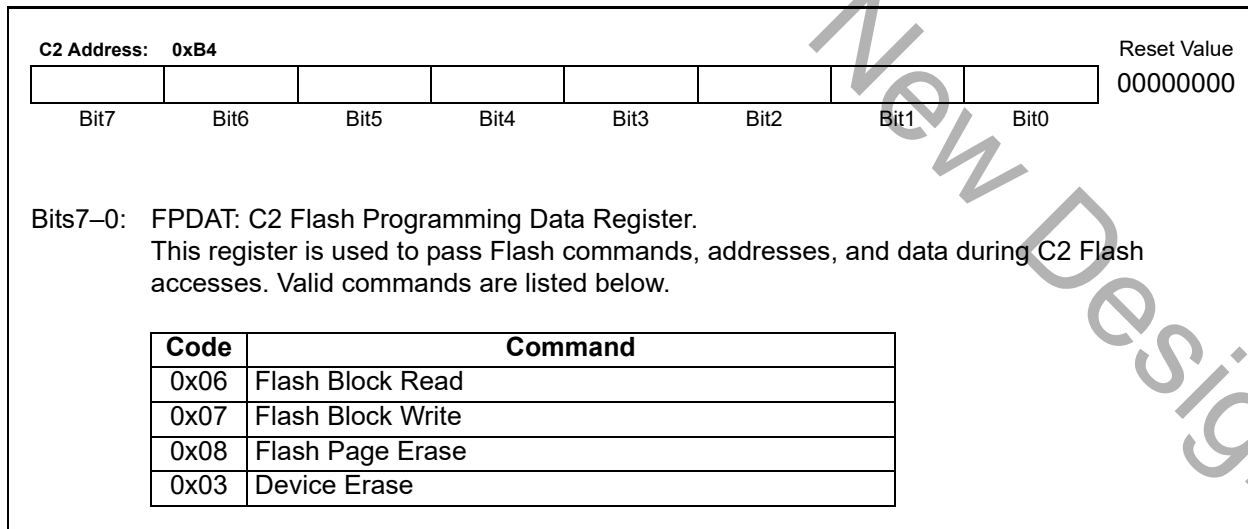 C2 Address: 0xB4 Reset Value
00000000
Bit7 Bit6 Bit5 Bit4 Bit3 Bit2 Bit1 Bit0
Bits7–0: FPDAT: C2 Flash Programming Data Register.
This register is used to pass Flash commands, addresses, and data during C2 Flash
accesses. Valid commands are listed below.
Code Command
0x06 Flash Block Read
0x07 Flash Block Write
0x08 Flash Page Erase
0x03 Device Erase
New Desig